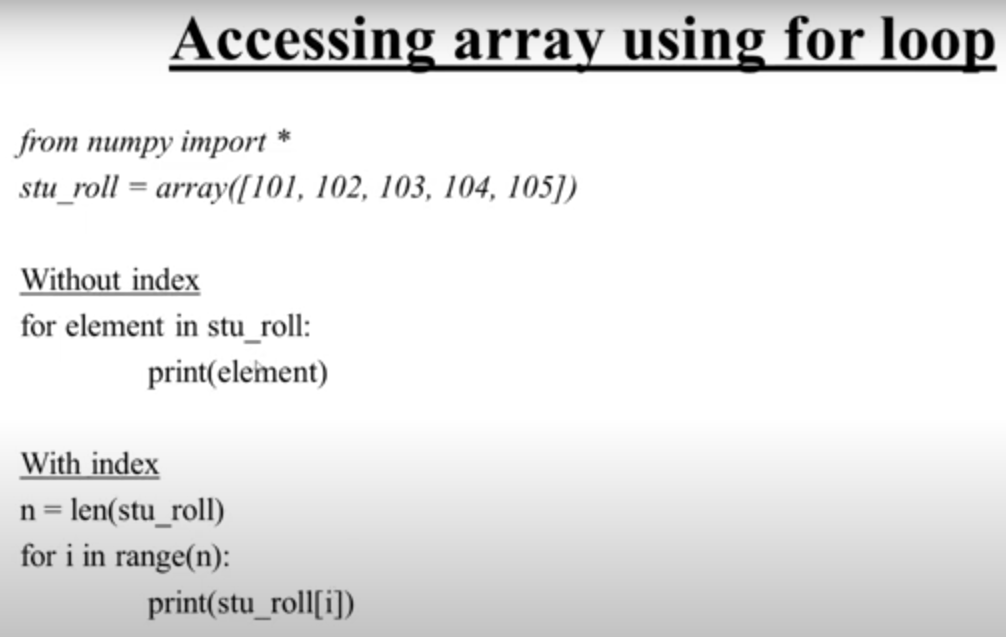 Accessing array using for loop
from numpy import *
stu_roll = array([101, 102, 103, 104, 105])
Without index
for element in stu_roll:
print(element)
With index
n = len(stu_roll)
for i in range(n):
print(stu_roll[i])